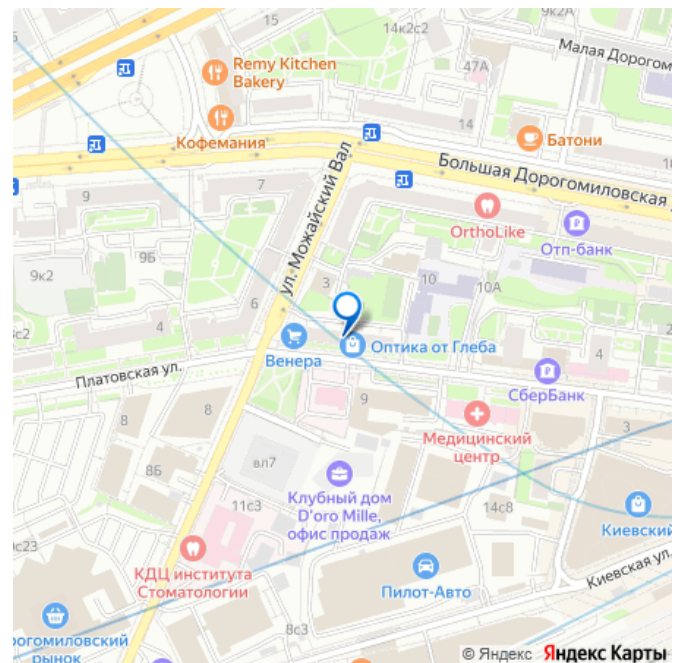 9к2А
14к2с2
Малая Дорогом
Remy Kitchen
Bakery
47А
14
Кофемания
Батони
Большая Дорогомиловская
7
9
ул. Можайский Вал
OrthoLike
Отп-банк
9Б
9к2
3
10
10А
6
с2
4
Оптика от Глеба
4
Венера
Платовская ул.
СберБанк
8
8
9
3
Медицинский
центр
8Б
вл7
Клубный дом
D'oro Mille,
офис продаж
11с3
14с8
Киевский
9с23
КДЦ института
Стоматологии
Киевская ул.
Пилот-Авто
8с3
рогомиловский
рынок
© Яндекс Яндекс Карты